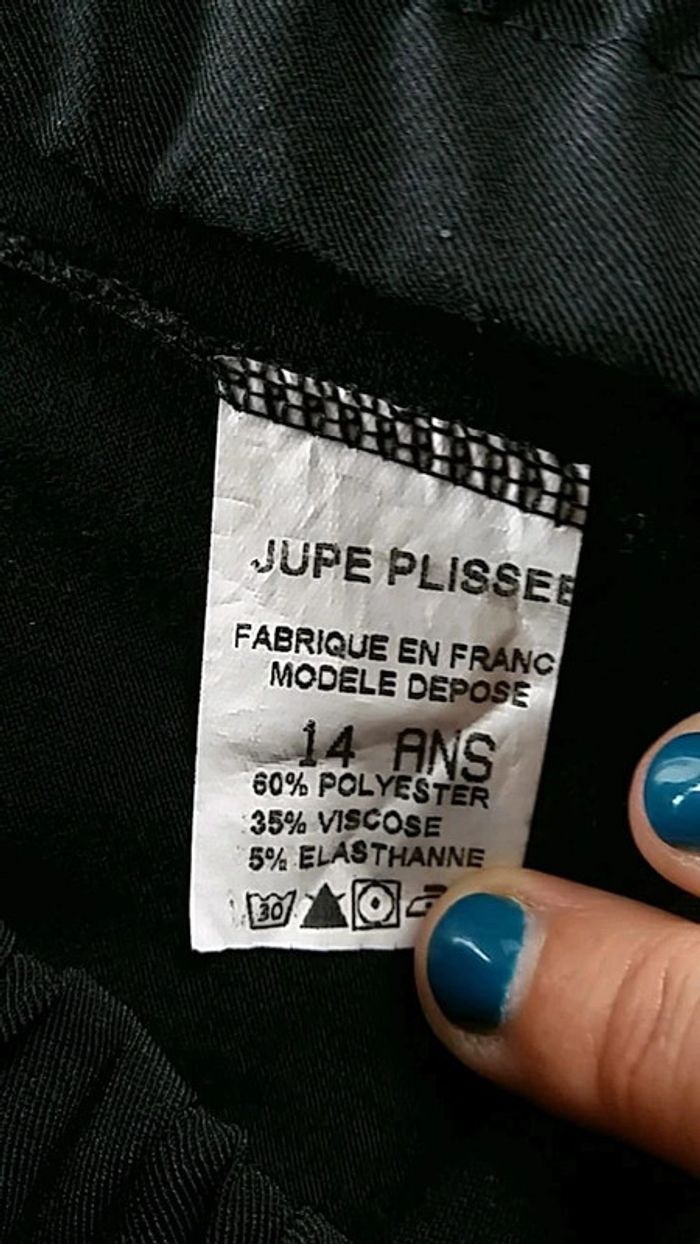 JUPE PLISSEE
FABRIQUE EN FRANC
MODELE DEPOSE
14 ANS
60% POLYESTER
35% VISCOSE
5% ELASTHANNE
30